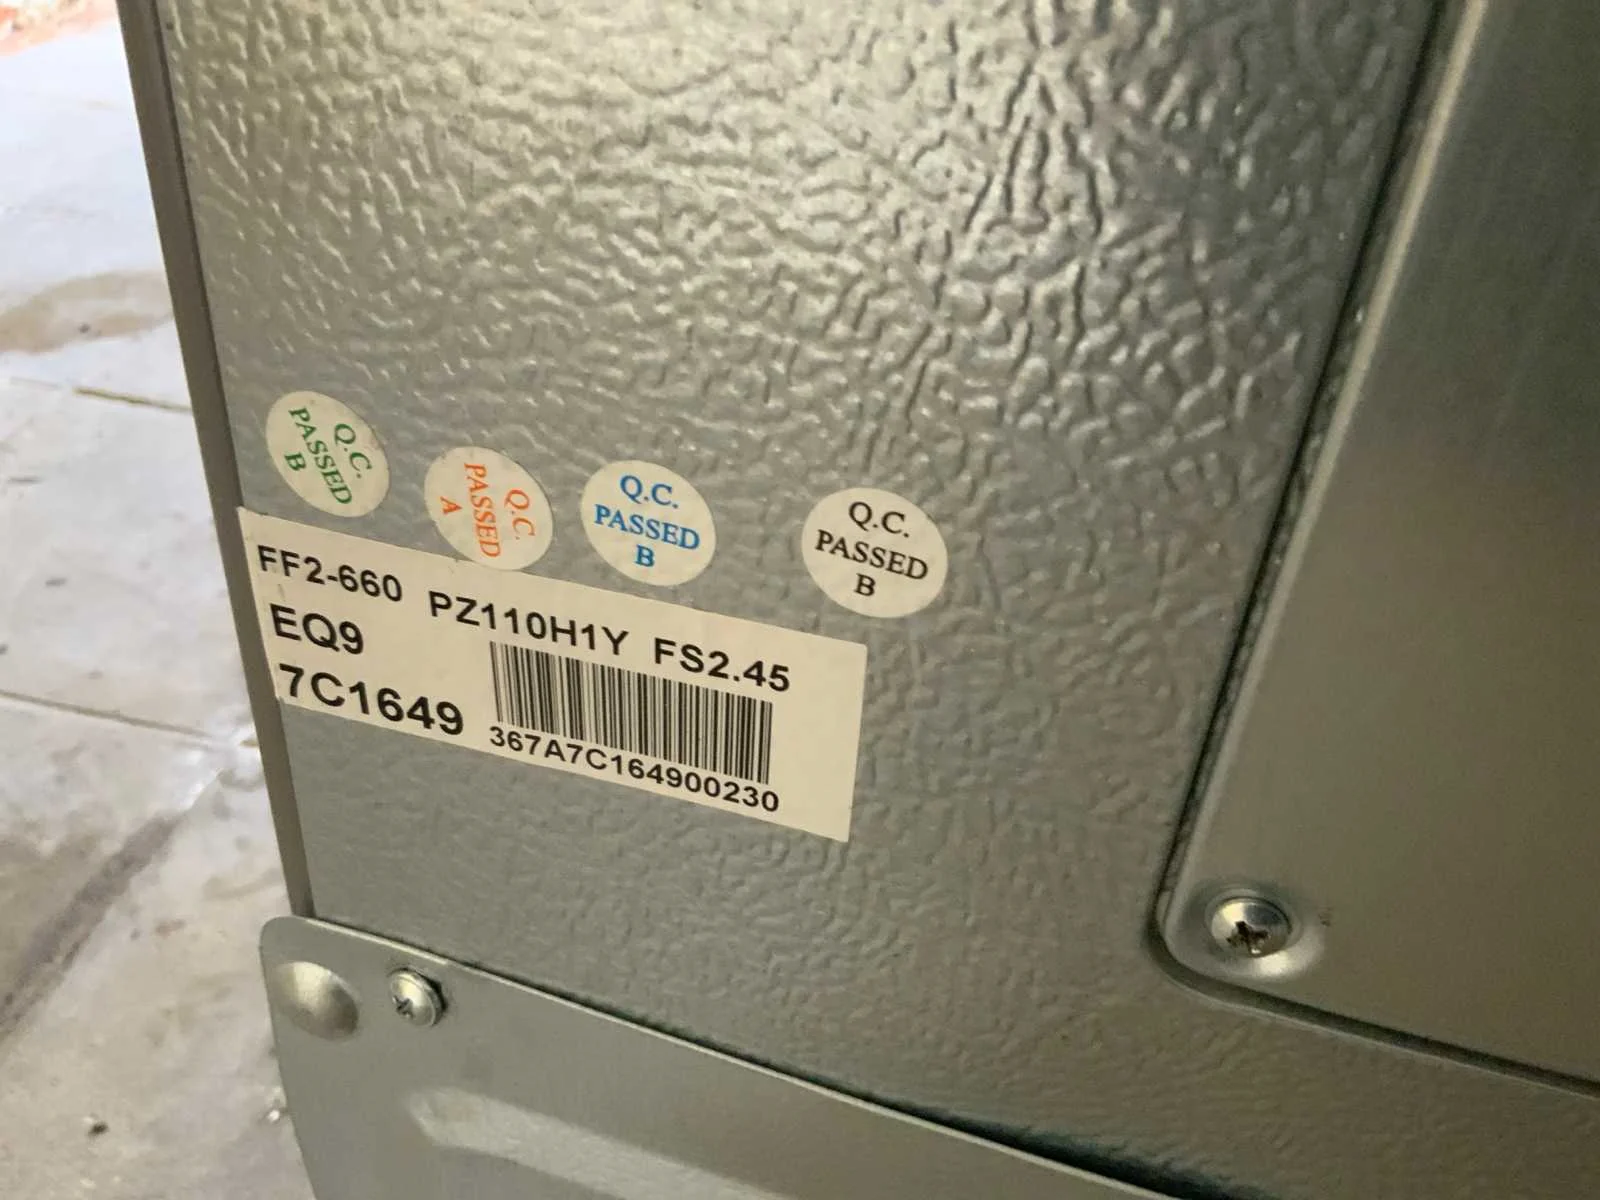 Q.C.
PASSED
B
Q.C.
PASSED
A
Q.C.
PASSED
B
Q.C.
PASSED
B
FF2-660 PZ110H1Y FS2.45
EQ9
7C1649
367A7C164900230